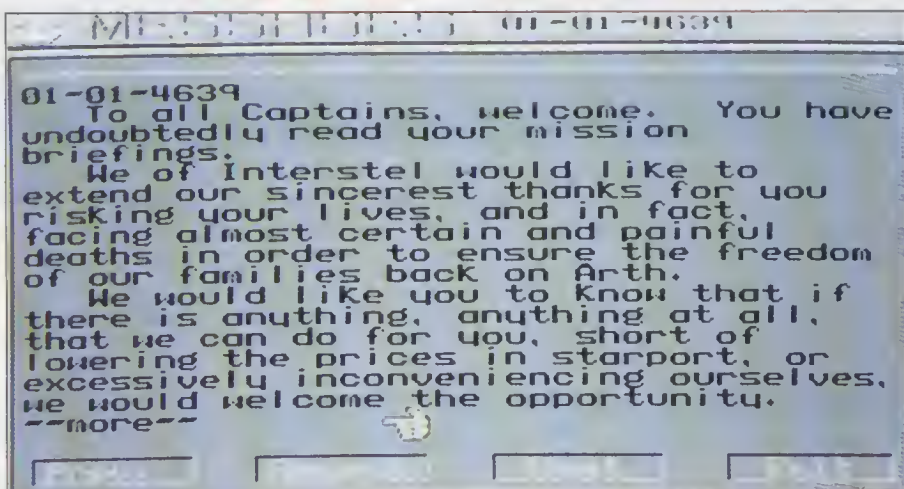 01-01-4639
01-01-4639
To all Captains, welcome. You have
undoubtedly read your mission
briefings.
We of Interstel would like to
extend our sincerest thanks for you
risking your lives, and in fact,
facing almost certain and painful
deaths in order to ensure the freedom
of our families back on Arth.
We would like you to know that if
there is anything, anything at all,
that we can do for you, short of
lowering the prices in starport, or
excessively inconveniencing ourselves,
we would welcome the opportunity.
--more--